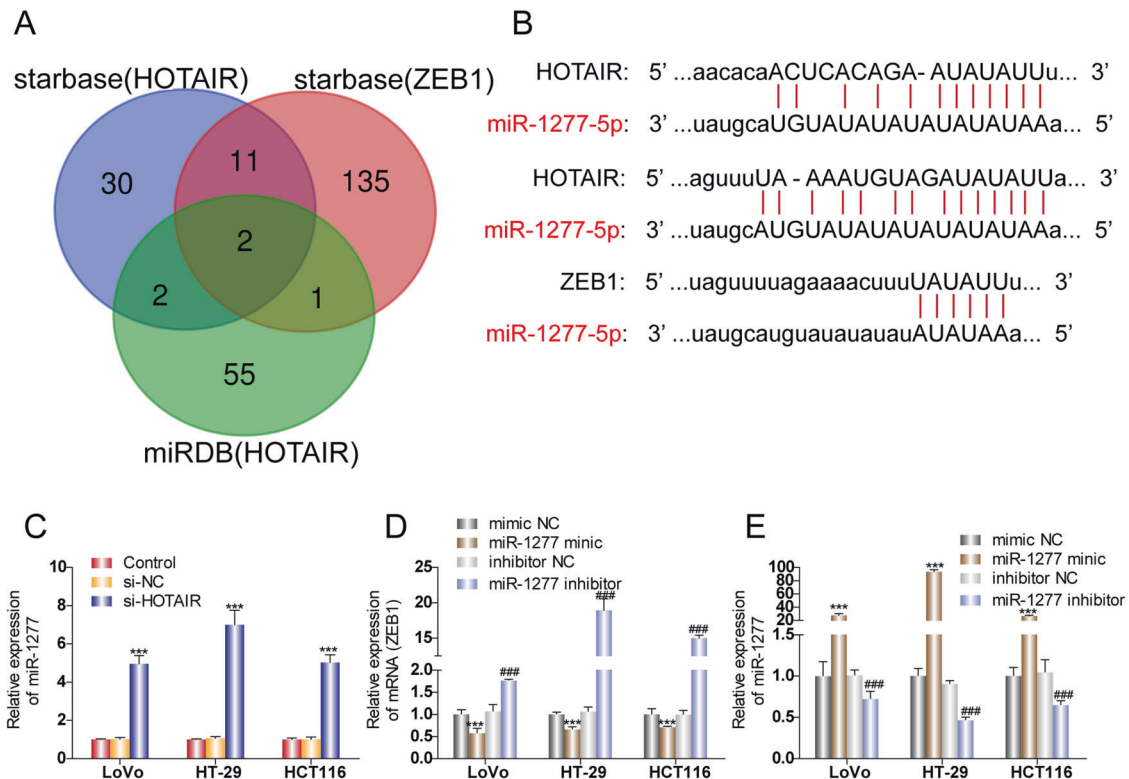 A
starbase(HOTAIR)
starbase(ZEB1)
30
11
135
2
2
1
55
miRDB(HOTAIR)
B
HOTAIR: 5’ ...aacacaACUCACAGA- AUAUAUUu... 3’
miR-1277-5p: 3’ ...uaugcaUGUAUAUAUAUAUAUAAa... 5’
HOTAIR: 5’ ...aguuuUA - AAAUGUAGAUAUAUUa... 3’
miR-1277-5p: 3’ ...uaugcAUGUAUAUAUAUAUAUAAa... 5’
ZEB1: 5’ ...uaguuuuagaaaacuuuUAUAUUu... 3’
miR-1277-5p: 3’ ...uaugcauguauauauauAUAUAAa... 5’
C
Control
si-NC
si-HOTAIR
Relative expression
of miR-1277
10
8
6
4
2
0
***
***
***
LoVo HT-29 HCT116
D
mimic NC
miR-1277 minic
inhibitor NC
miR-1277 inhibitor
Relative expression
of mRNA (ZEB1)
25
20
15
10
2.0
1.5
1.0
0.5
0.0
***
###
***
###
***
###
LoVo HT-29 HCT116
E
mimic NC
miR-1277 minic
inhibitor NC
miR-1277 inhibitor
Relative expression
of miR-1277
100
80
60
40
20
1.0
0.5
0.0
***
###
***
###
***
###
LoVo HT-29 HCT116